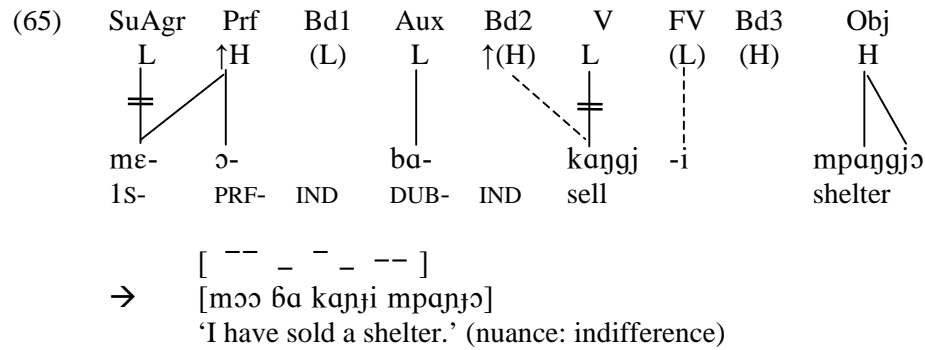 (65) SuAgr Prf Bd1 Aux Bd2 V FV Bd3 Obj
L ↑H (L) L ↑(H) L (L) (H) H
mɛ- ɔ- ba- kaŋgj -i mpaŋgjɔ
1S- PRF- IND DUB- IND sell shelter
[ ¯¯ _ ¯ _ ¯¯ ]
→ [mɔɔ ɓa kaɲɟi mpaɲɟɔ]
‘I have sold a shelter.’ (nuance: indifference)